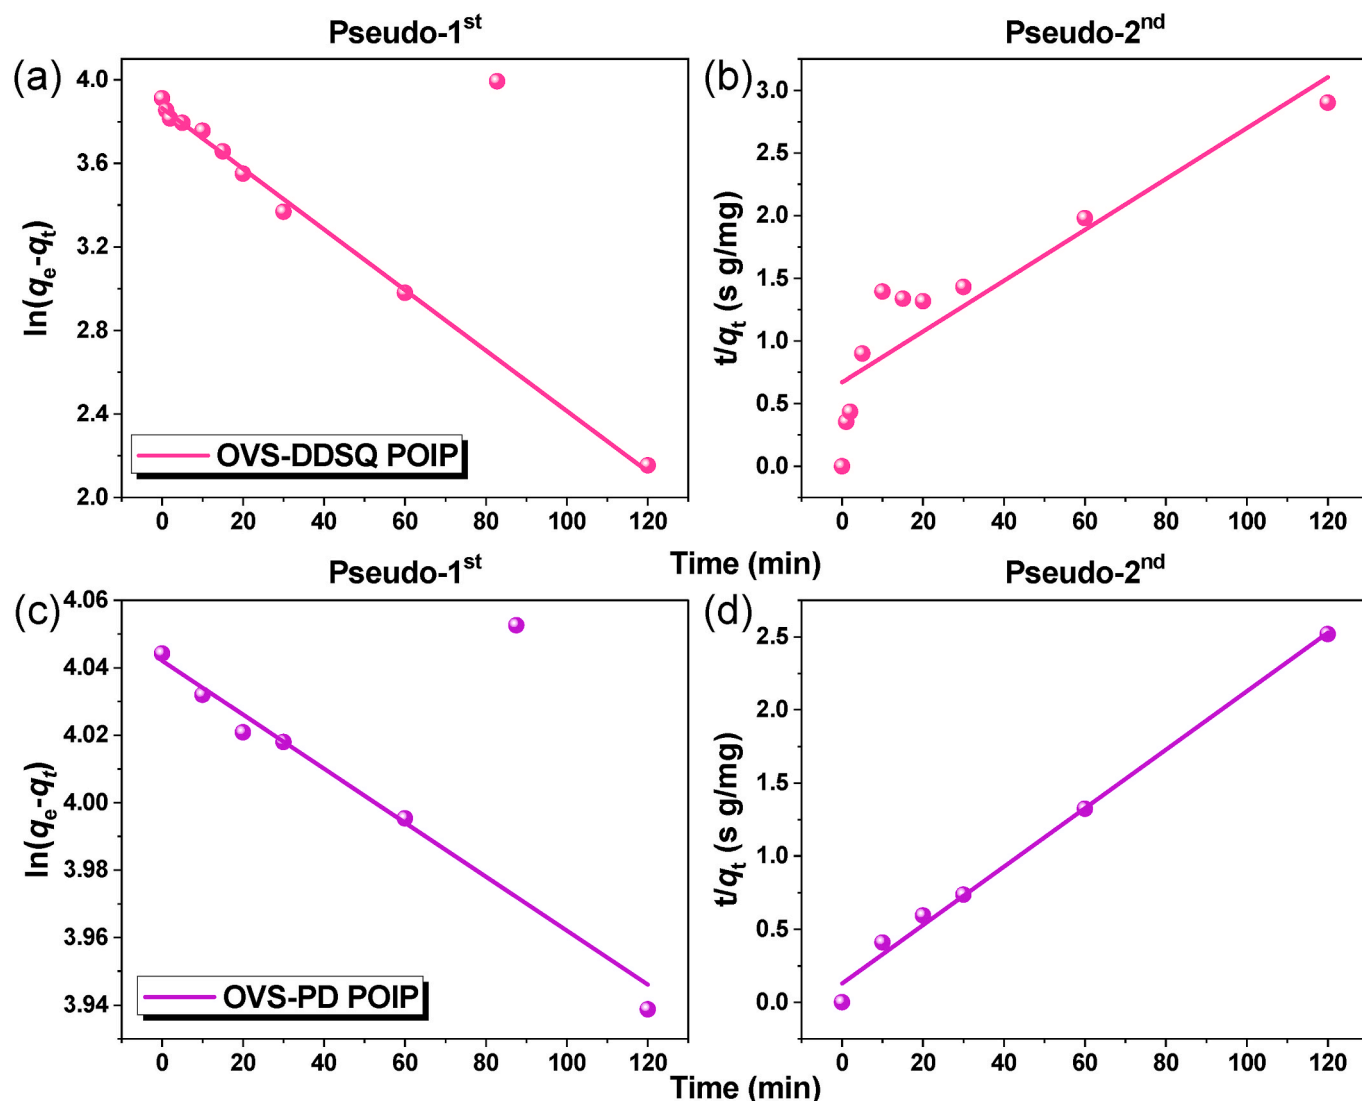 Pseudo-1st
Pseudo-2nd
(a)
(b)
ln(qe-qt)
4.0
3.6
3.2
2.8
2.4
2.0
OVS-DDSQ POIP
0 20 40 60 80 100 120
t/qt (s g/mg)
3.0
2.5
2.0
1.5
1.0
0.5
0.0
0 20 40 60 80 100 120
Time (min)
Pseudo-1st
Pseudo-2nd
(c)
(d)
ln(qe-qt)
4.06
4.04
4.02
4.00
3.98
3.96
3.94
OVS-PD POIP
0 20 40 60 80 100 120
t/qt (s g/mg)
2.5
2.0
1.5
1.0
0.5
0.0
0 20 40 60 80 100 120
Time (min)